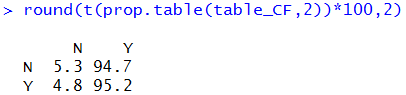 > round(t(prop.table(table_CF,2))*100,2)
N Y
N 5.3 94.7
Y 4.8 95.2